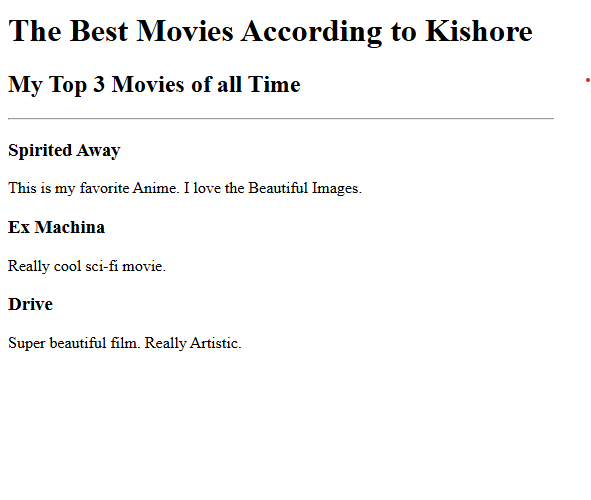 The Best Movies According to Kishore
My Top 3 Movies of all Time
Spirited Away
This is my favorite Anime. I love the Beautiful Images.
Ex Machina
Really cool sci-fi movie.
Drive
Super beautiful film. Really Artistic.